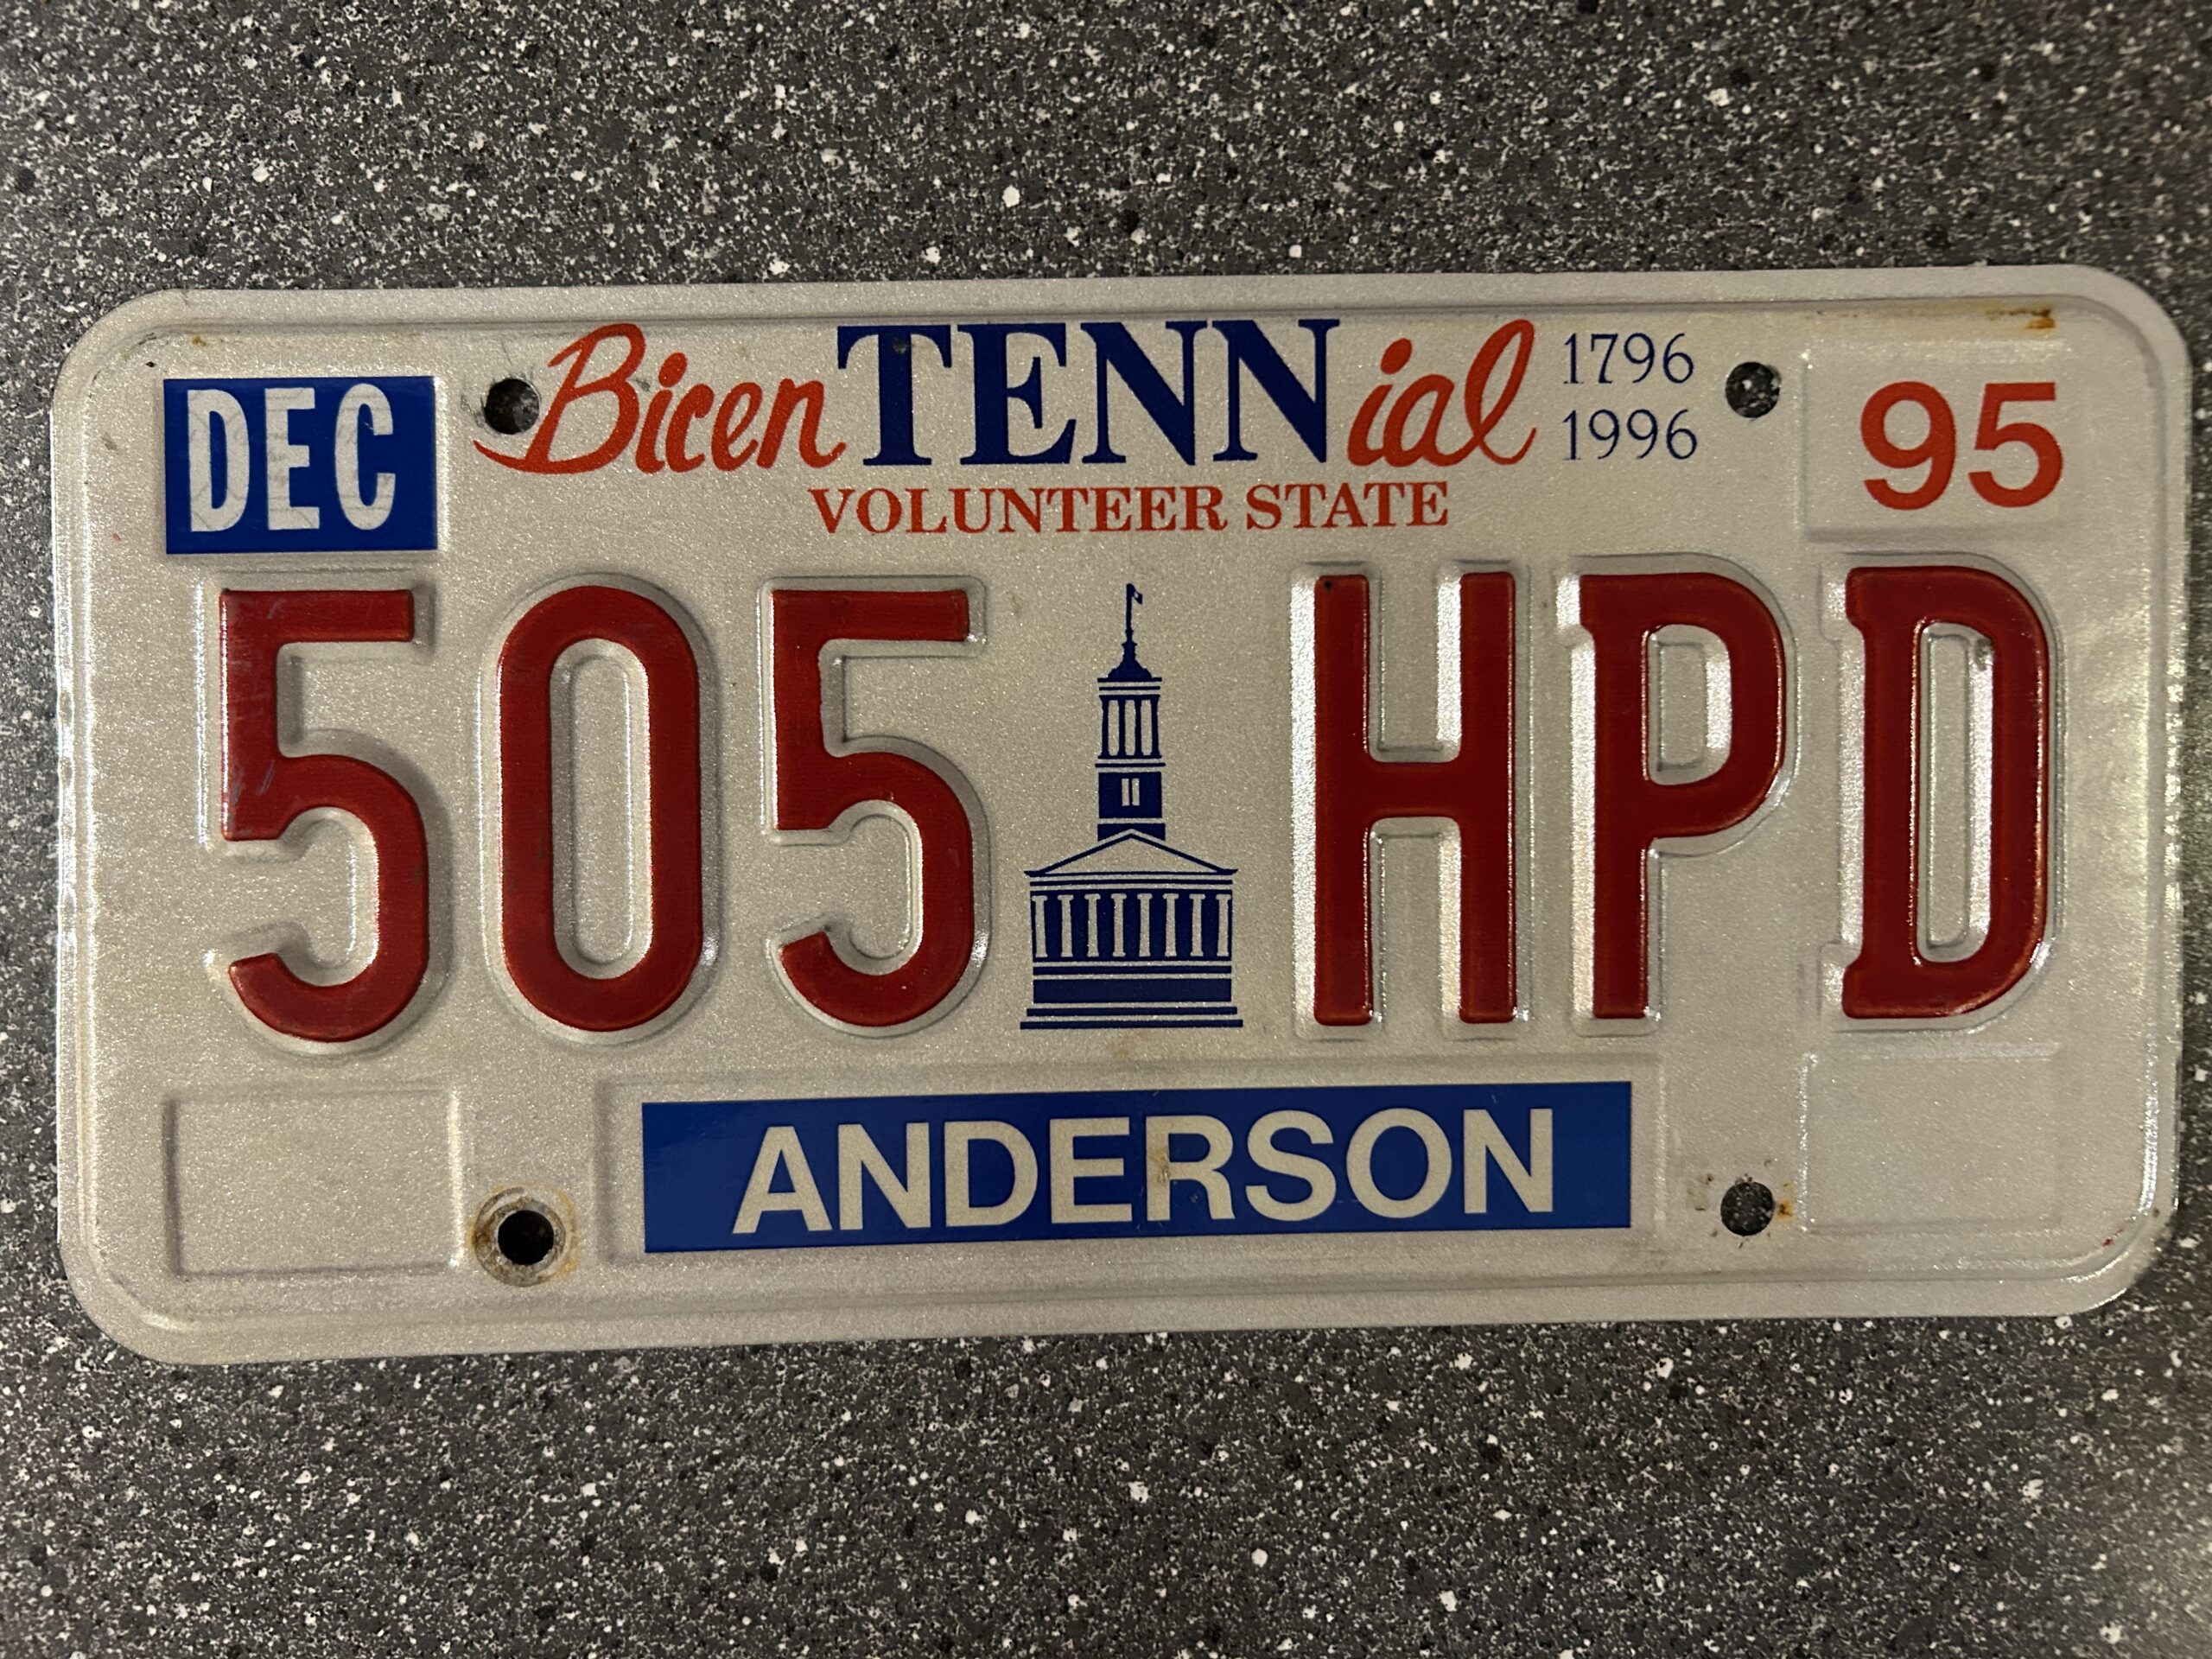 DEC
BicenTENNial
1796
1996
95
VOLUNTEER STATE
505 HPD
ANDERSON